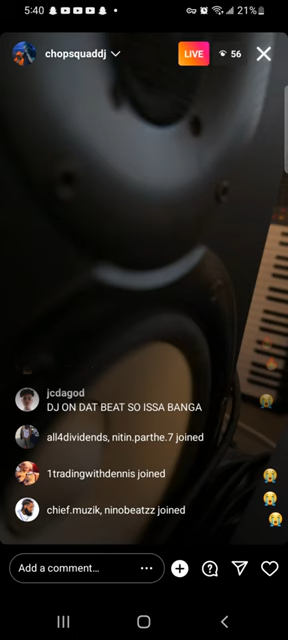 5:40 21%
chopsquaddj LIVE 56
jcdagod
DJ ON DAT BEAT SO ISSA BANGA
all4dividends, nitin.parthe.7 joined
1tradingwithdennis joined
chief.muzik, ninobeatzz joined
Add a comment...